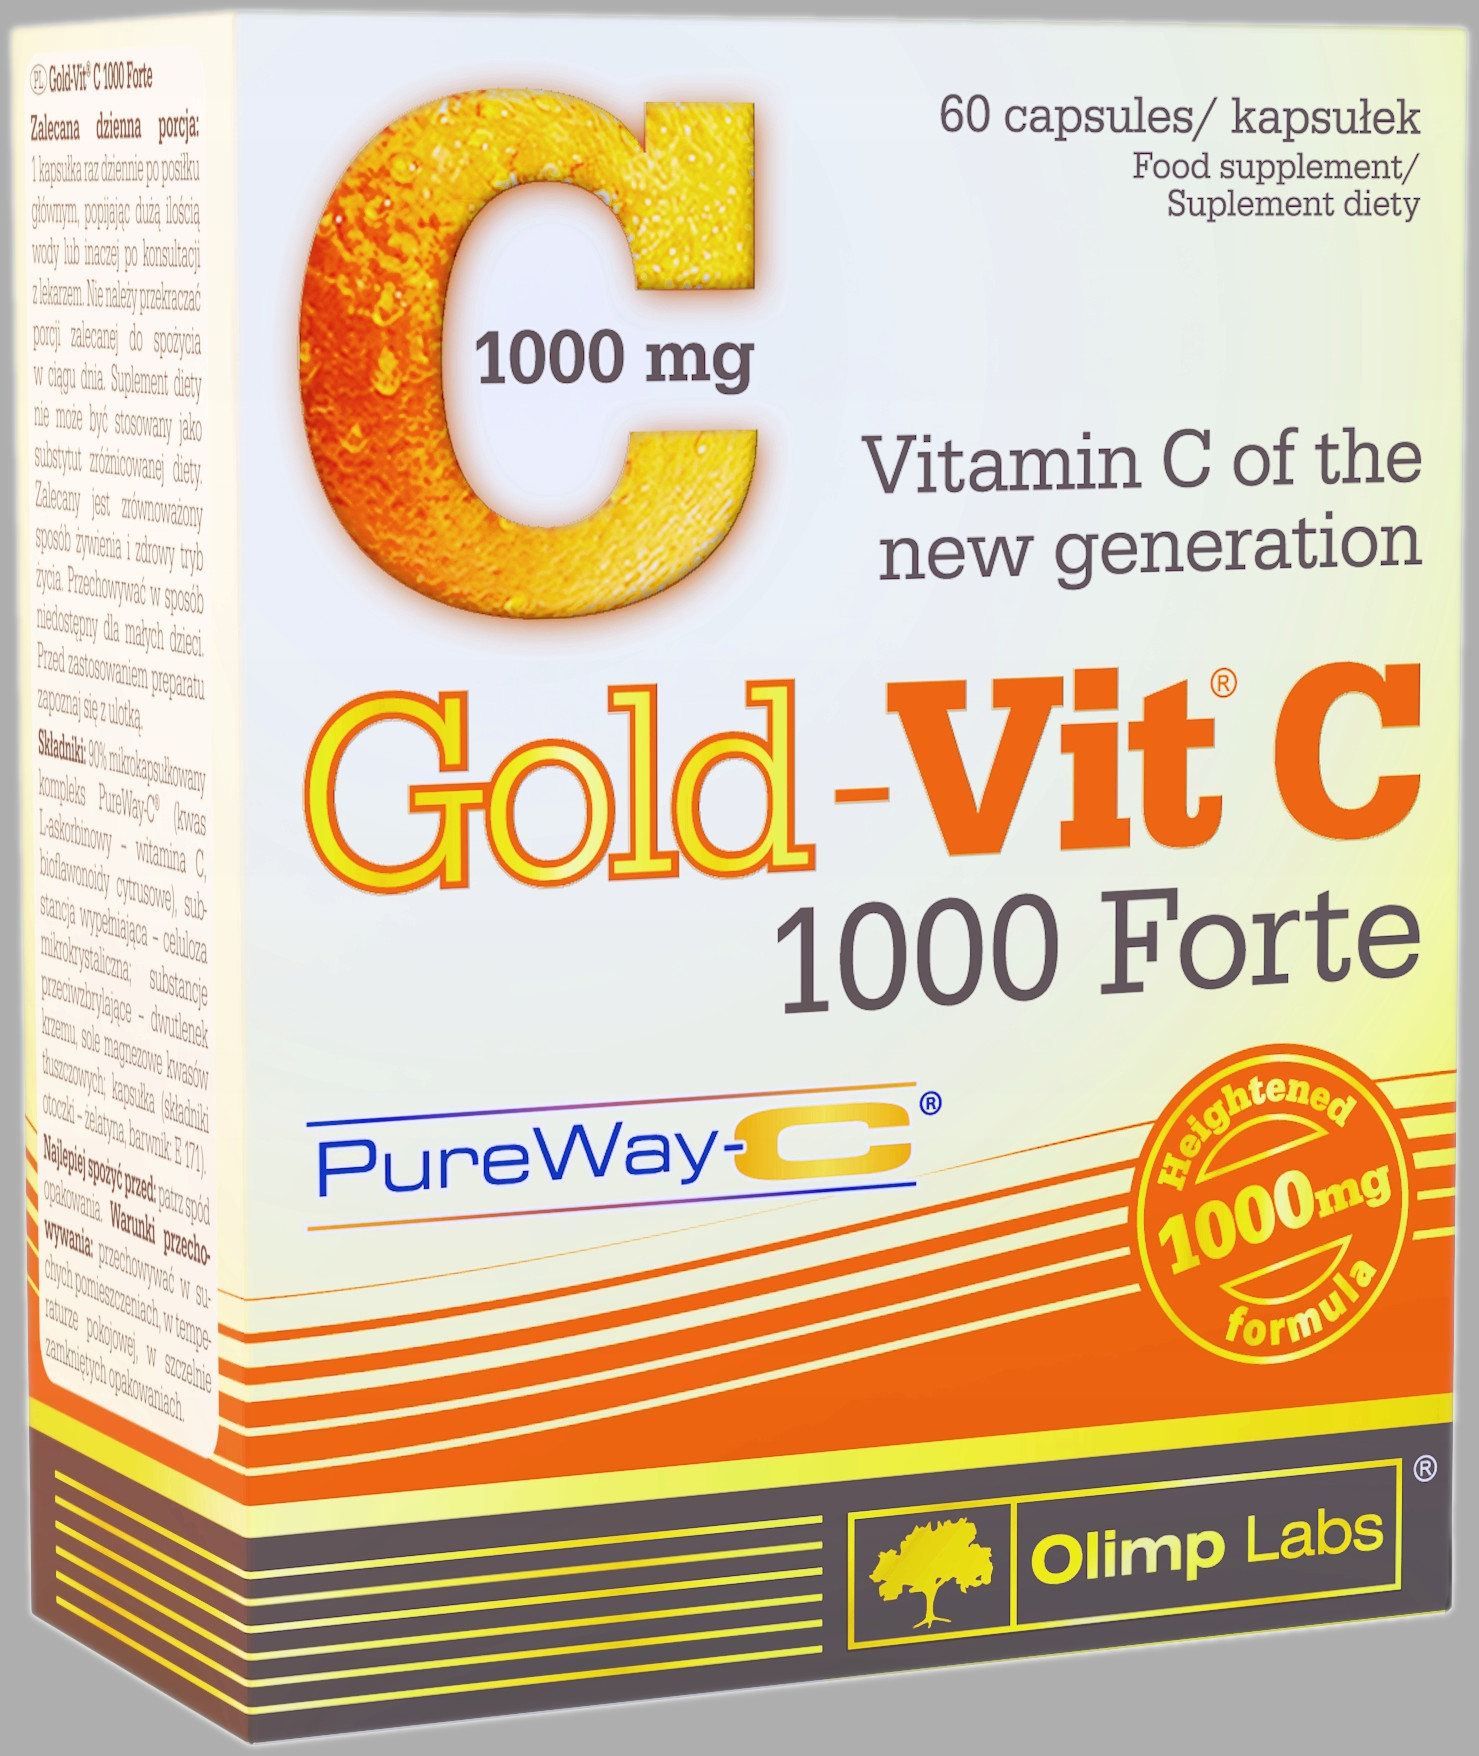 PL Gold-Vit® C 1000 Forte
Zalecana dzienna porcja:
1 kapsułka raz dziennie po posiłku
głównym, popijając dużą ilością
wody lub inaczej po konsultacji
z lekarzem. Nie należy przekraczać
porcji zalecanej do spożycia
w ciągu dnia. Suplement diety
nie może być stosowany jako
substytut zróżnicowanej diety.
Zalecany jest zrównoważony
sposób żywienia i zdrowy tryb
życia. Przechowywać w sposób
niedostępny dla małych dzieci.
Przed zastosowaniem preparatu
zapoznaj się z ulotką.
Składniki: 90% mikrokapsułkowany
kompleks PureWay-C® (kwas
L-askorbinowy – witamina C,
bioflawonoidy cytrusowe), sub-
stancja wypełniająca – celuloza
mikrokrystaliczna; substancje
przeciwzbrylające – dwutlenek
krzemu, sole magnezowe kwasów
tłuszczowych; kapsułka (składniki
otoczki – żelatyna, barwnik: E 171).
Najlepiej spożyć przed: patrz spód
opakowania. Warunki przecho-
wywania: przechowywać w su-
chych pomieszczeniach, w tempe-
raturze pokojowej, w szczelnie
zamkniętych opakowaniach.
60 capsules/ kapsułek
Food supplement/
Suplement diety
C
1000 mg
Vitamin C of the
new generation
Gold-Vit® C
1000 Forte
PureWay-C®
Heightened
1000mg
formula
Olimp Labs®